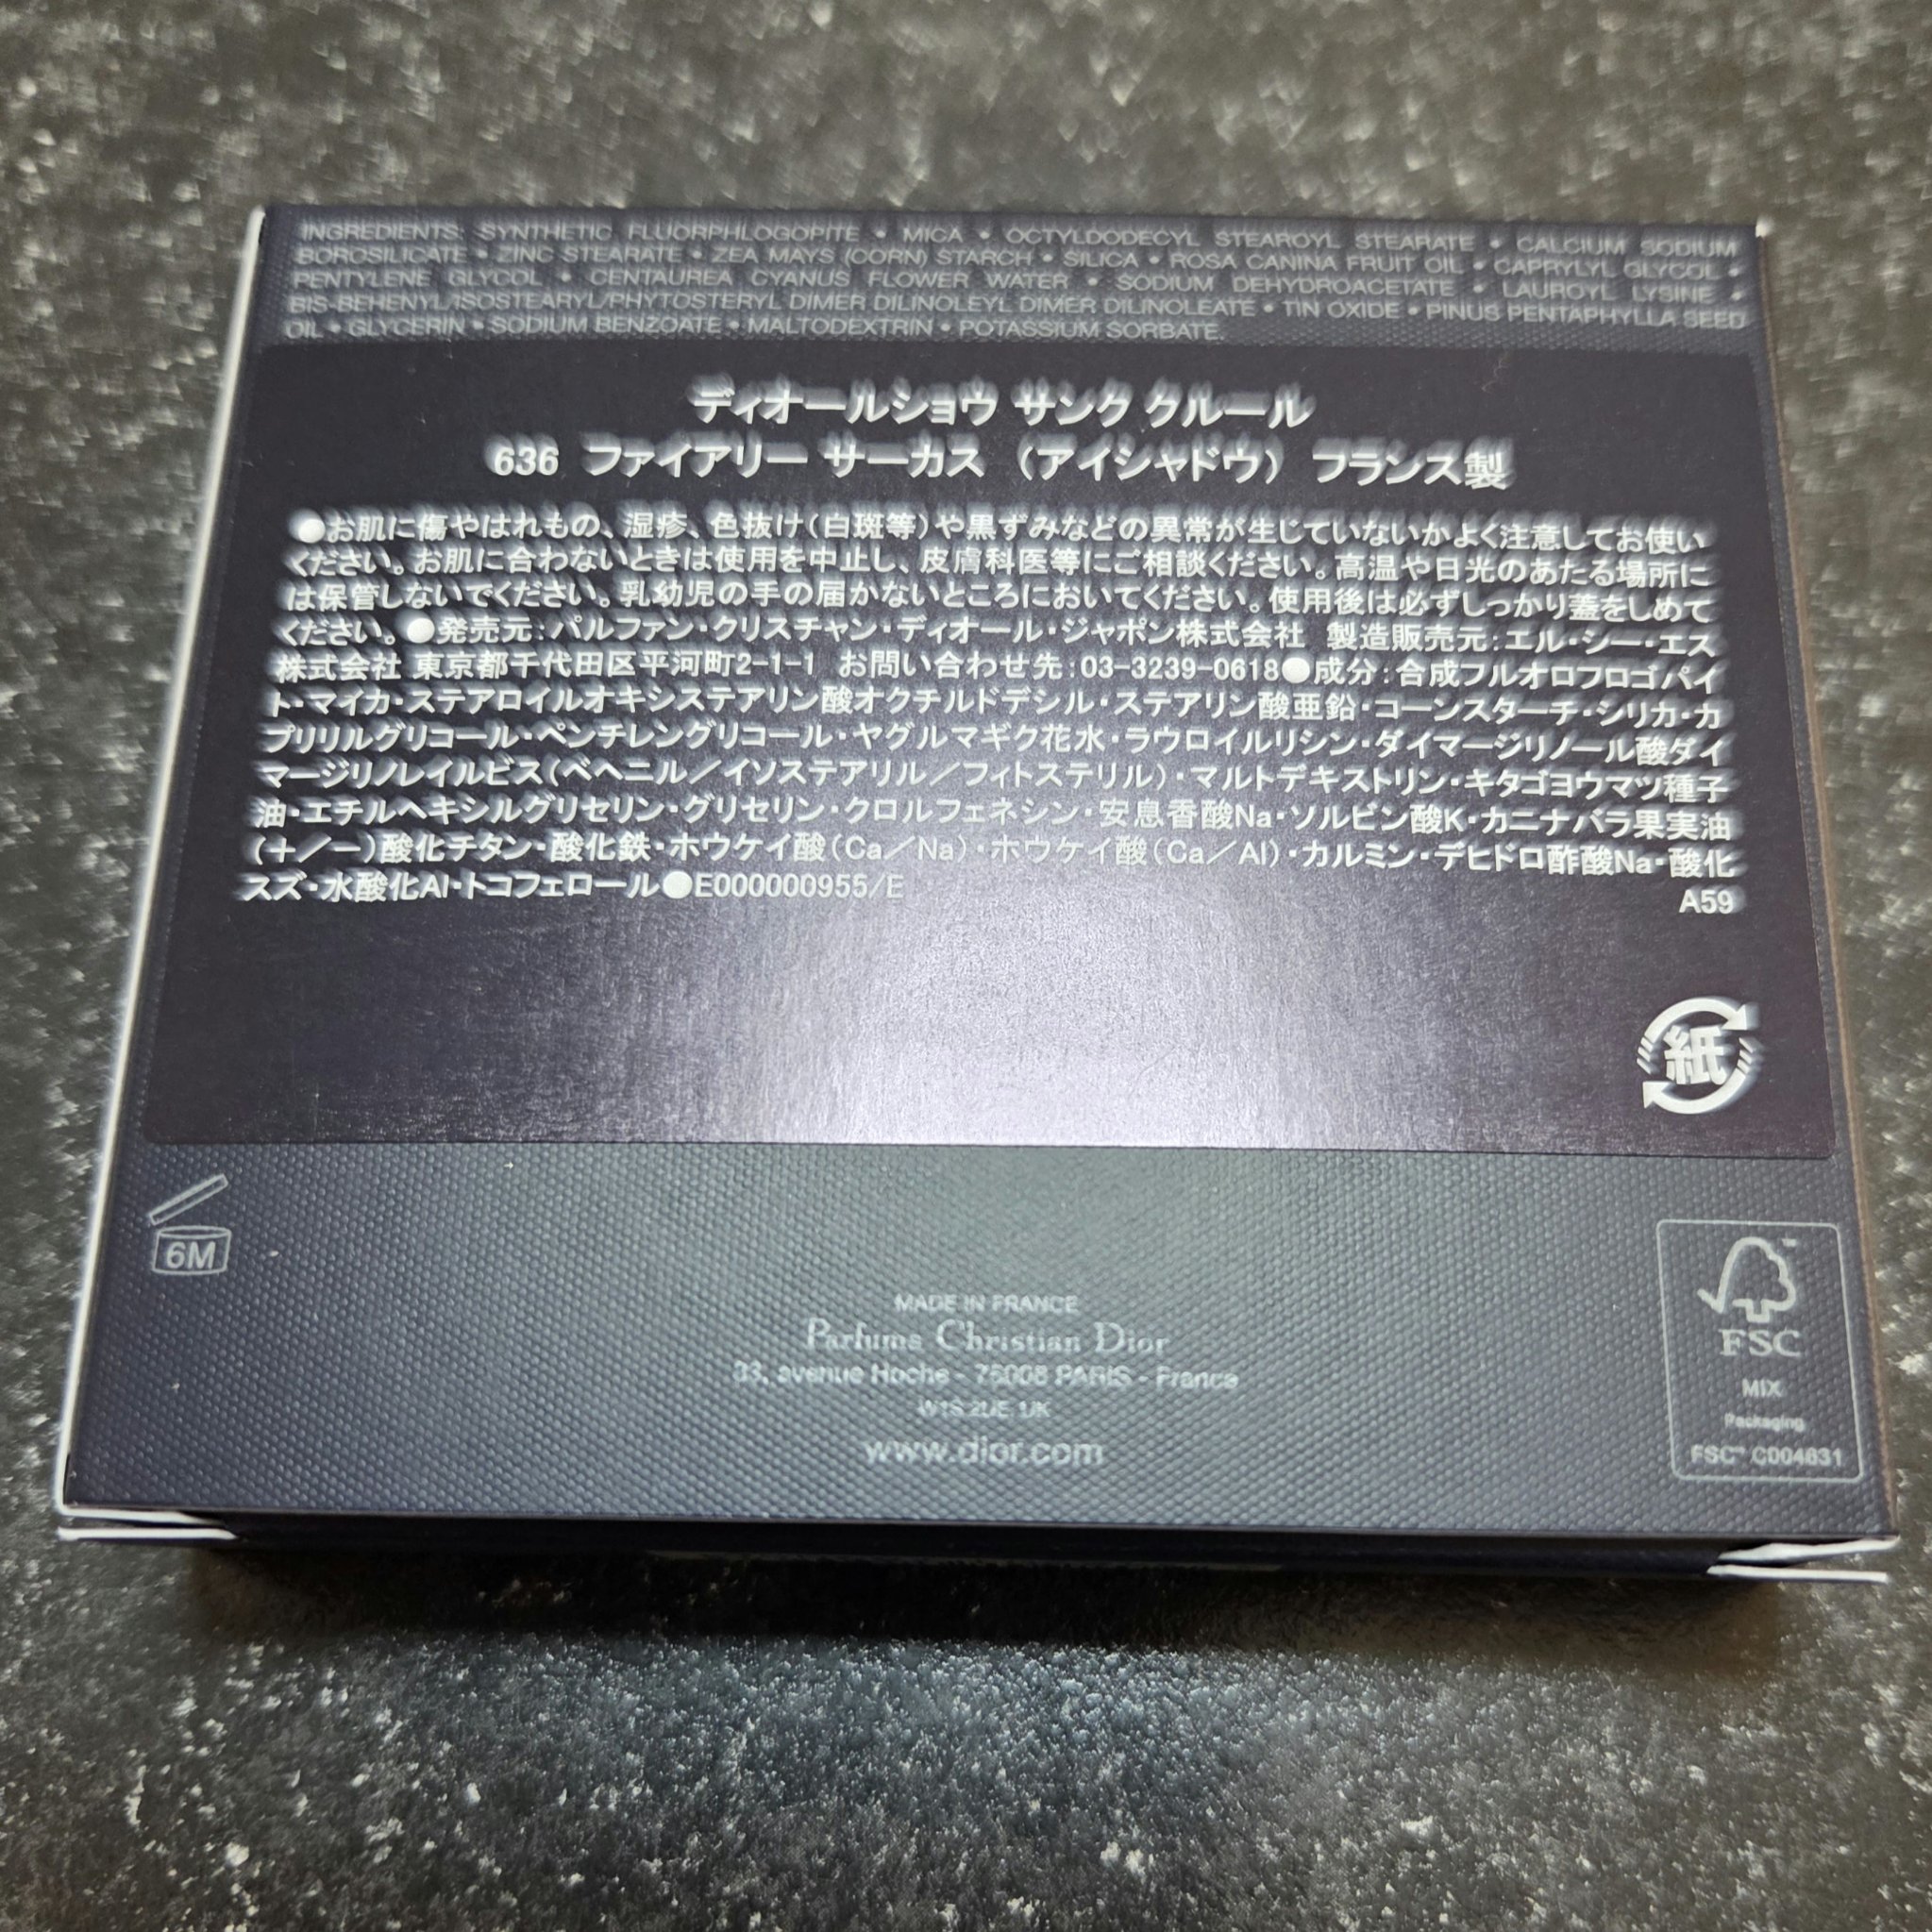 INGREDIENTS: SYNTHETIC FLUORPHLOGOPITE • MICA • OCTYLDODECYL STEAROYL STEARATE • CALCIUM SODIUM
BOROSILICATE • ZINC STEARATE • ZEA MAYS (CORN) STARCH • SILICA • ROSA CANINA FRUIT OIL • CAPRYLYL GLYCOL •
PENTYLENE GLYCOL • CENTAUREA CYANUS FLOWER WATER • SODIUM DEHYDROACETATE • LAUROYL LYSINE •
BIS-BEHENYL/ISOSTEARYL/PHYTOSTERYL DIMER DILINOLEYL DIMER DILINOLEATE • TIN OXIDE • PINUS PENTAPHYLLA SEED
OIL • GLYCERIN • SODIUM BENZOATE • MALTODEXTRIN • POTASSIUM SORBATE.
ディオールショウ サンク クルール
636 ファイアリー サーカス （アイシャドウ） フランス製
●お肌に傷やはれもの、湿疹、色抜け（白斑等）や黒ずみなどの異常が生じていないかよく注意してお使い
ください。お肌に合わないときは使用を中止し、皮膚科医等にご相談ください。高温や日光のあたる場所に
は保管しないでください。乳幼児の手の届かないところにおいてください。使用後は必ずしっかり蓋をしめて
ください。●発売元：パルファン・クリスチャン・ディオール・ジャポン株式会社 製造販売元：エル・シー・エス
株式会社 東京都千代田区平河町2-1-1 お問い合わせ先：03-3239-0618●成分：合成フルオロフロゴパイ
ト・マイカ・ステアロイルオキシステアリン酸オクチルドデシル・ステアリン酸亜鉛・コーンスターチ・シリカ・カ
プリリルグリコール・ペンチレングリコール・ヤグルマギク花水・ラウロイルリシン・ダイマージリノール酸ダイ
マージリノレイルビス（ベヘニル／イソステアリル／フィトステリル）・マルトデキストリン・キタゴヨウマツ種子
油・エチルヘキシルグリセリン・グリセリン・クロルフェネシン・安息香酸Na・ソルビン酸K・カニナバラ果実油
（＋／－）酸化チタン・酸化鉄・ホウケイ酸（Ca／Na）・ホウケイ酸（Ca／Al）・カルミン・デヒドロ酢酸Na・酸化
スズ・水酸化Al・トコフェロール●E000000955/E
A59
紙
6M
MADE IN FRANCE
Parfums Christian Dior
33, avenue Hoche - 75008 PARIS - France
W1S 2UE, UK
www.dior.com
FSC
MIX
Packaging
FSC™ C004631